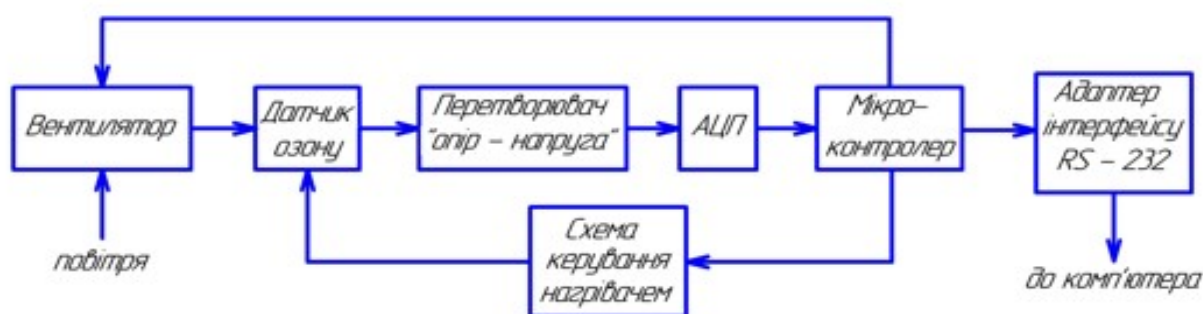 Вентилятор
Датчик
озону
Перетворювач
"опір – напруга"
АЦП
Мікро–
контролер
Адаптер
інтерфейсу
RS – 232
повітря
Схема
керування
нагрівачем
до комп'ютера